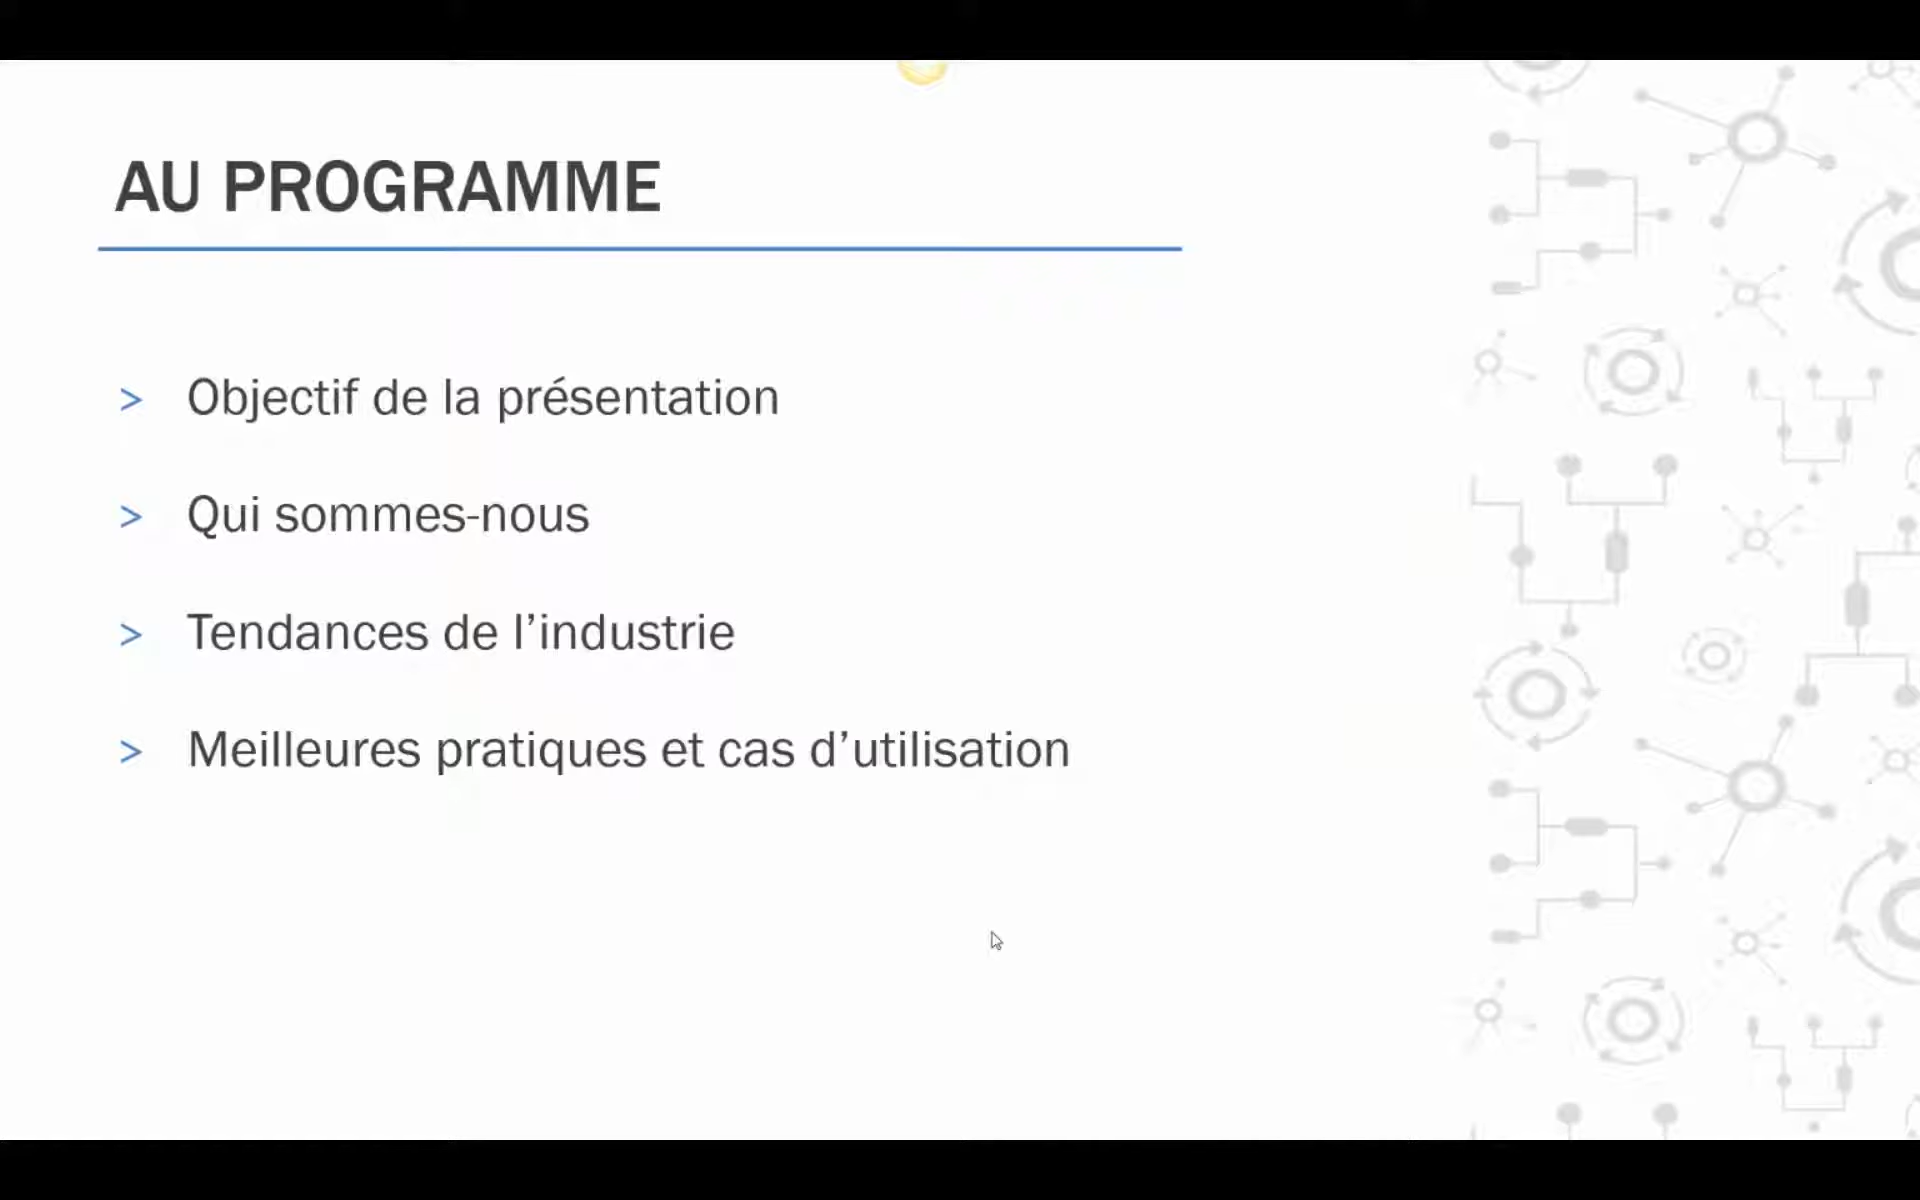 AU PROGRAMME
> Objectif de la présentation
> Qui sommes-nous
> Tendances de l’industrie
> Meilleures pratiques et cas d’utilisation